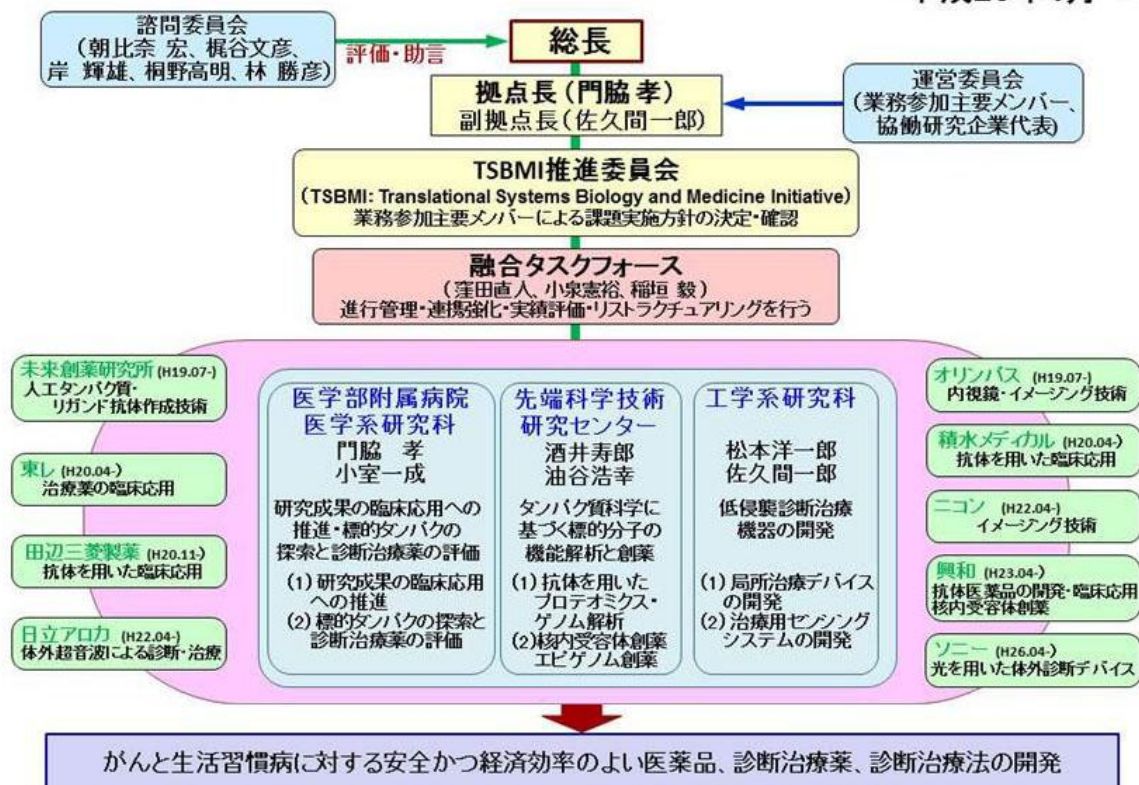 諮問委員会
(朝比奈 宏、梶谷文彦、
岸 輝雄、桐野高明、林 勝彦)
評価・助言
総長
拠点長(門脇 孝)
副拠点長(佐久間一郎)
運営委員会
(業務参加主要メンバー、
協働研究企業代表)
TSBMI推進委員会
(TSBMI: Translational Systems Biology and Medicine Initiative)
業務参加主要メンバーによる課題実施方針の決定・確認
融合タスクフォース
(窪田直人、小泉憲裕、稲垣 毅)
進行管理・連携強化・実績評価・リストラクチュアリングを行う
未来創薬研究所 (H19.07-)
人工タンパク質・
リガンド抗体作成技術
東レ (H20.04-)
治療薬の臨床応用
田辺三菱製薬 (H20.11-)
抗体を用いた臨床応用
日立アロカ (H22.04-)
体外超音波による診断・治療
医学部附属病院
医学系研究科
門脇 孝
小室一成
研究成果の臨床応用への
推進・標的タンパクの
探索と診断治療薬の評価
(1) 研究成果の臨床応用
への推進
(2) 標的タンパクの探索と
診断治療薬の評価
先端科学技術
研究センター
酒井寿郎
油谷浩幸
タンパク質科学に
基づく標的分子の
機能解析と創薬
(1) 抗体を用いた
プロテオミクス・
ゲノム解析
(2)核内受容体創薬
エピゲノム創薬
工学系研究科
松本洋一郎
佐久間一郎
低侵襲診断治療
機器の開発
(1) 局所治療デバイス
の開発
(2) 治療用センシング
システムの開発
オリンパス (H19.07-)
内視鏡・イメージング技術
積水メディカル (H20.04-)
抗体を用いた臨床応用
ニコン (H22.04-)
イメージング技術
興和 (H23.04-)
抗体医薬品の開発・臨床応用
核内受容体創薬
ソニー (H26.04-)
光を用いた体外診断デバイス
がんと生活習慣病に対する安全かつ経済効率のよい医薬品、診断治療薬、診断治療法の開発